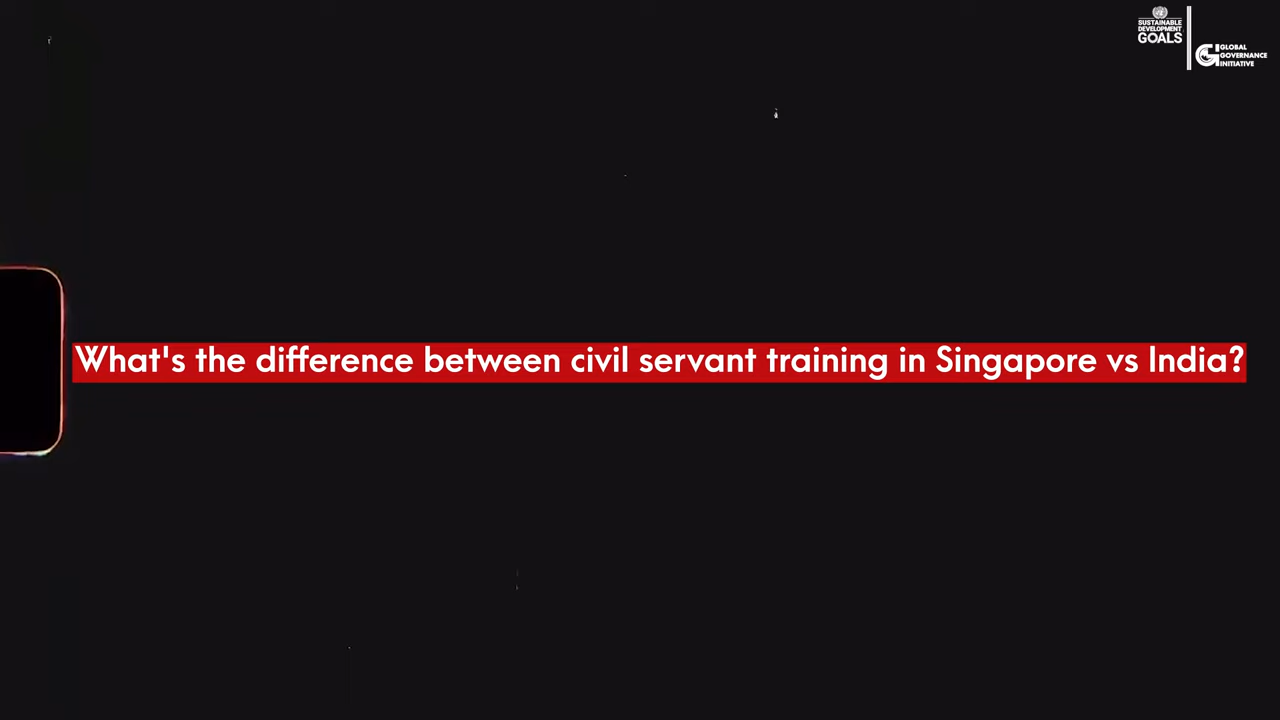 SUSTAINABLE
DEVELOPMENT
GOALS
GLOBAL
GOVERNANCE
INITIATIVE
What's the difference between civil servant training in Singapore vs India?